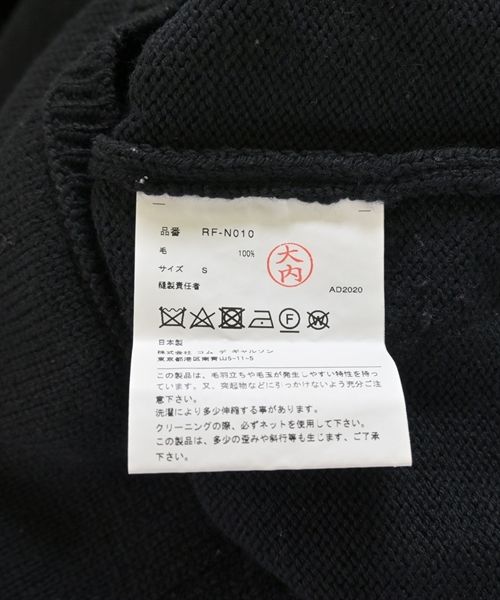 品番 RF-N010
毛 100%
サイズ S
縫製責任者 大内 AD2020
F W
日本製
株式会社 コム デ ギャルソン
東京都港区南青山5-11-5
この製品は、毛羽立ちや毛玉が発生しやすい特性を持っ
ています。又、突起物などに引っかけないよう充分ご注
意下さい。
洗濯により多少伸縮する事があります。
クリーニングの際、必ずネットを使用して下さい。
この製品は、多少の歪みや斜行等も生じます、ご了承
下さい。